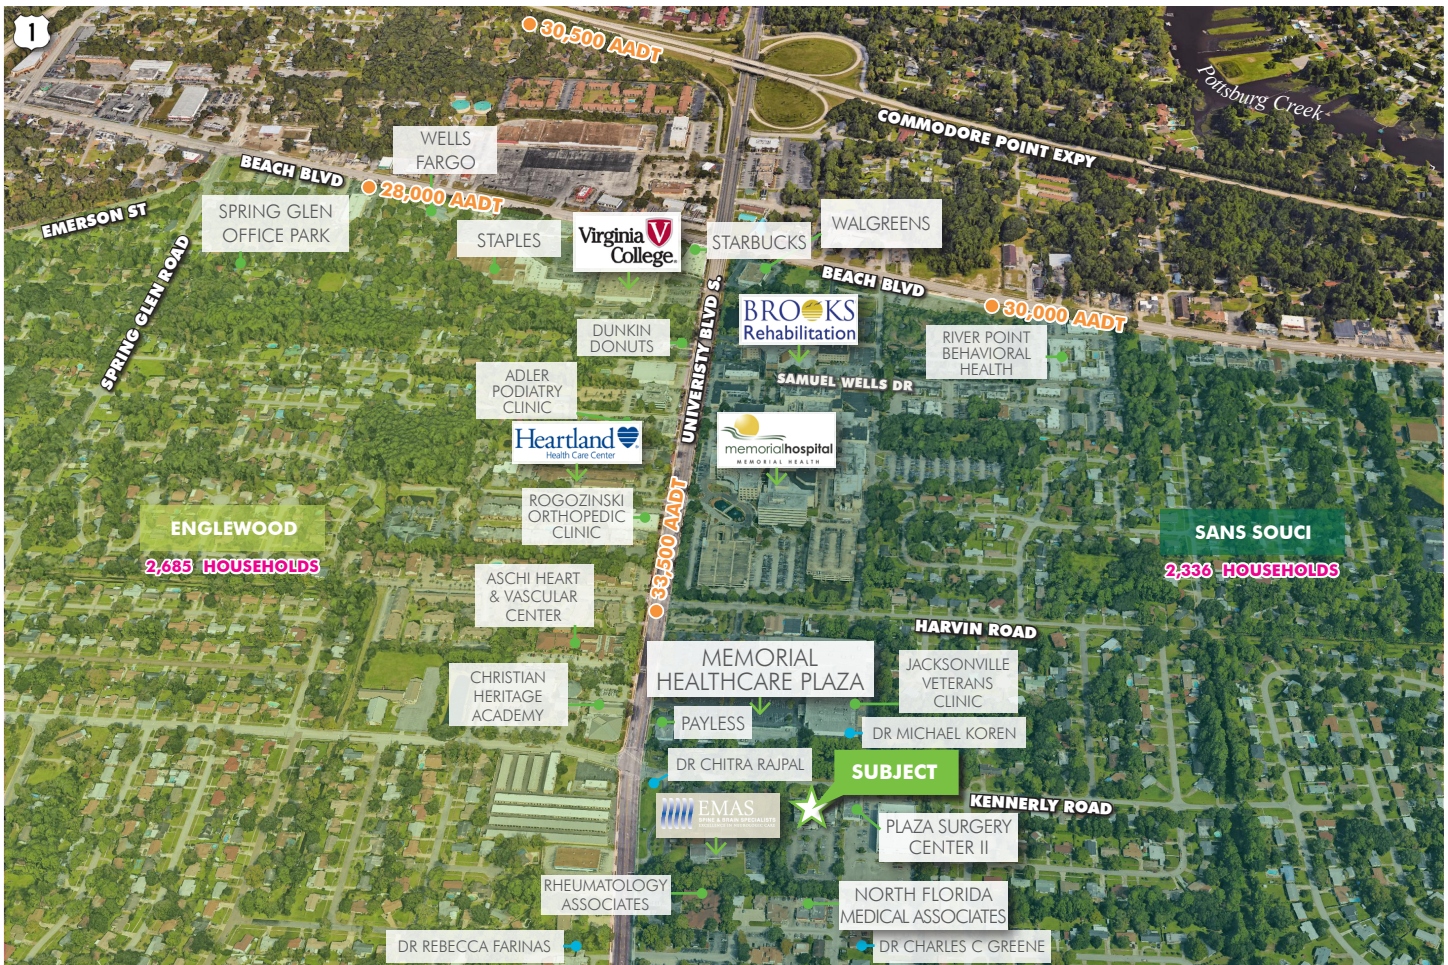 1
30,500 AADT
Pottsburg Creek
COMMODORE POINT EXPY
WELLS
FARGO
BEACH BLVD
28,000 AADT
EMERSON ST
SPRING GLEN
OFFICE PARK
STAPLES
Virginia
College
STARBUCKS
WALGREENS
SPRING GLEN ROAD
UNIVERISTY BLVD S.
BEACH BLVD
30,000 AADT
BROOKS
Rehabilitation
DUNKIN
DONUTS
RIVER POINT
BEHAVIORAL
HEALTH
SAMUEL WELLS DR
ADLER
PODIATRY
CLINIC
Heartland
Health Care Center
memorialhospital
MEMORIAL HEALTH
ROGOZINSKI
ORTHOPEDIC
CLINIC
33,500 AADT
ENGLEWOOD
2,685 HOUSEHOLDS
SANS SOUCI
2,336 HOUSEHOLDS
ASCHI HEART
& VASCULAR
CENTER
HARVIN ROAD
MEMORIAL
HEALTHCARE PLAZA
JACKSONVILLE
VETERANS
CLINIC
CHRISTIAN
HERITAGE
ACADEMY
PAYLESS
DR MICHAEL KOREN
DR CHITRA RAJPAL
SUBJECT
EMAS
SPINE & BRAIN SPECIALISTS
KENNERLY ROAD
PLAZA SURGERY
CENTER II
RHEUMATOLOGY
ASSOCIATES
NORTH FLORIDA
MEDICAL ASSOCIATES
DR REBECCA FARINAS
DR CHARLES C GREENE